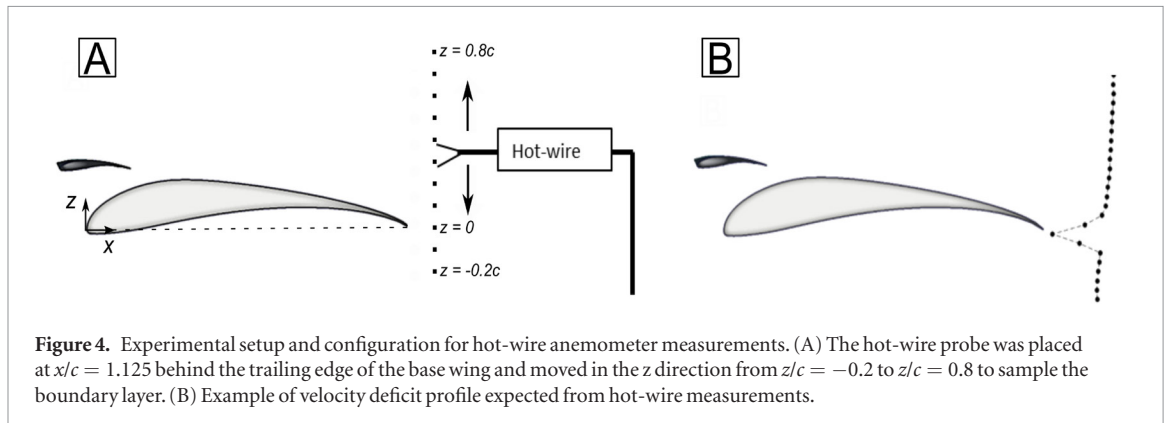 A
z = 0.8c
B
Hot-wire
z
x
z = 0
z = -0.2c
Figure 4. Experimental setup and configuration for hot-wire anemometer measurements. (A) The hot-wire probe was placed
at x/c = 1.125 behind the trailing edge of the base wing and moved in the z direction from z/c = −0.2 to z/c = 0.8 to sample the
boundary layer. (B) Example of velocity deficit profile expected from hot-wire measurements.